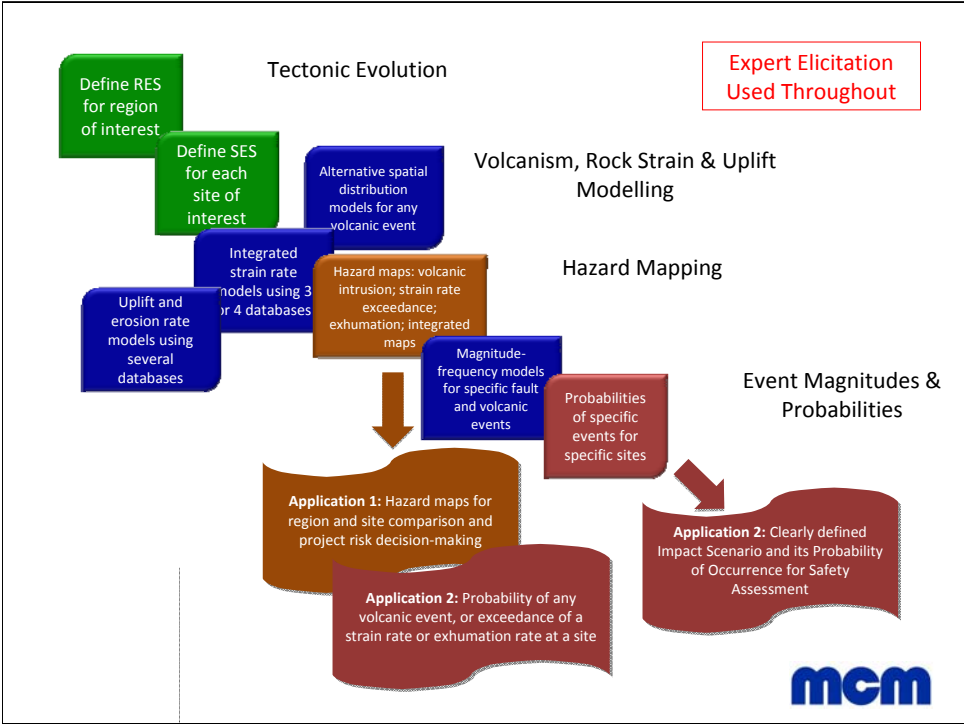 Tectonic Evolution
Expert Elicitation
Used Throughout
Define RES
for region
of interest
Define SES
for each
site of
interest
Alternative spatial
distribution
models for any
volcanic event
Volcanism, Rock Strain & Uplift
Modelling
Integrated
strain rate
models using 3
or 4 databases
Hazard maps: volcanic
intrusion; strain rate
exceedance;
exhumation; integrated
maps
Hazard Mapping
Uplift and
erosion rate
models using
several
databases
Magnitude-
frequency models
for specific fault
and volcanic
events
Probabilities
of specific
events for
specific sites
Event Magnitudes &
Probabilities
Application 1: Hazard maps for
region and site comparison and
project risk decision-making
Application 2: Clearly defined
Impact Scenario and its Probability
of Occurrence for Safety
Assessment
Application 2: Probability of any
volcanic event, or exceedance of a
strain rate or exhumation rate at a site
mcm